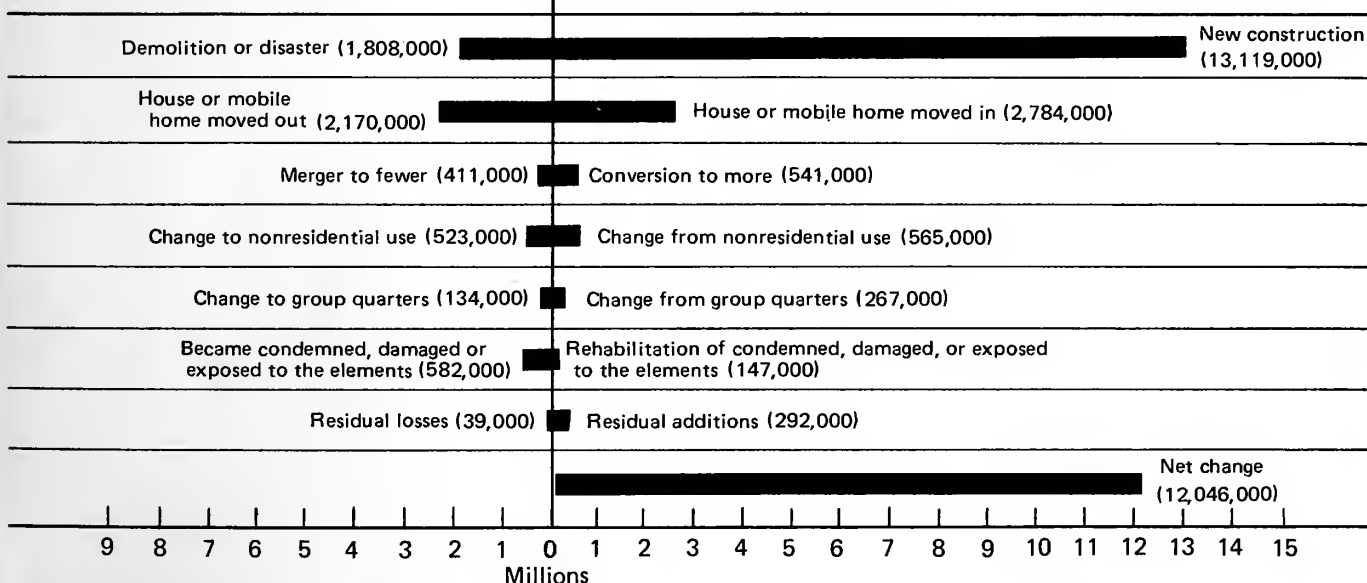 Demolition or disaster (1,808,000)
New construction
(13,119,000)
House or mobile
home moved out (2,170,000)
House or mobile home moved in (2,784,000)
Merger to fewer (411,000)
Conversion to more (541,000)
Change to nonresidential use (523,000)
Change from nonresidential use (565,000)
Change to group quarters (134,000)
Change from group quarters (267,000)
Became condemned, damaged or
exposed to the elements (582,000)
Rehabilitation of condemned, damaged, or exposed
to the elements (147,000)
Residual losses (39,000)
Residual additions (292,000)
Net change
(12,046,000)
9 8 7 6 5 4 3 2 1 0 1 2 3 4 5 6 7 8 9 10 11 12 13 14 15
Millions